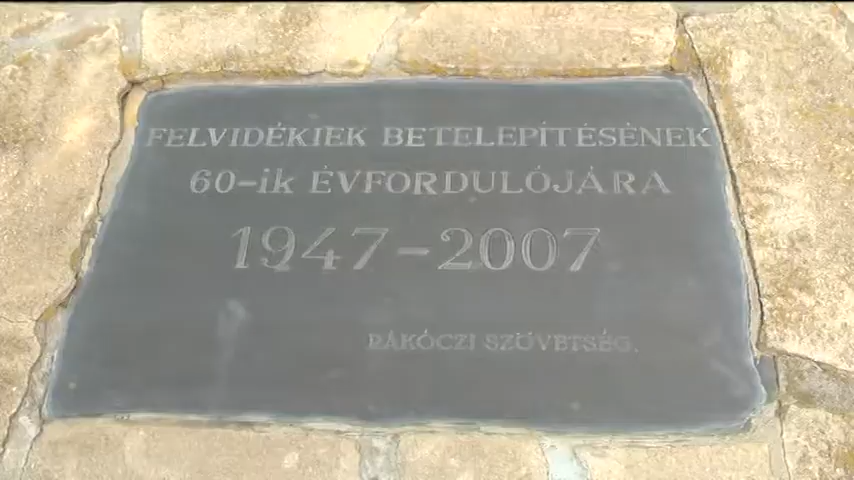 FELVIDÉKIEK BETELEPÍTÉSÉNEK
60-ik ÉVFORDULÓJÁRA
1947-2007
RÁKÓCZI SZÖVETSÉG.